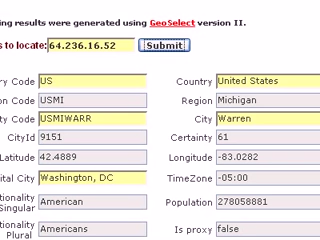 ing results were generated using GeoSelect version II.
s to locate: 64.236.16.52 Submit
ry Code US Country United States
on Code USMI Region Michigan
ty Code USMIWARR City Warren
CityId 9151 Certainty 61
Latitude 42.4889 Longitude -83.0282
ital City Washington, DC TimeZone -05:00
tionality Singular American Population 278058881
tionality Plural Americans Is proxy false